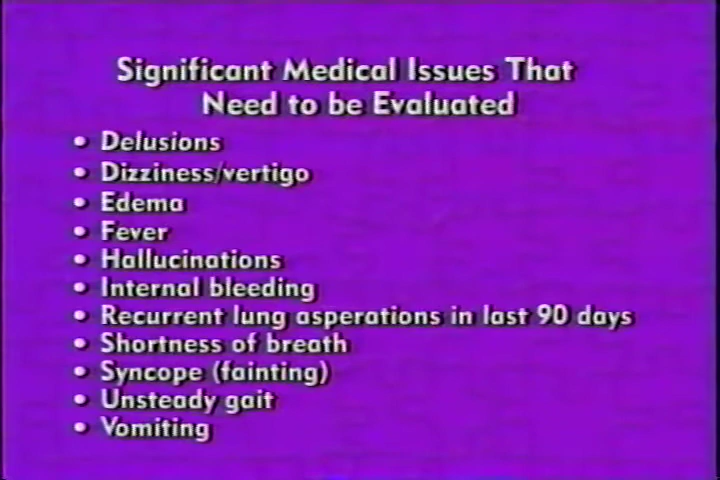 Significant Medical Issues That
Need to be Evaluated
• Delusions
• Dizziness/vertigo
• Edema
• Fever
• Hallucinations
• Internal bleeding
• Recurrent lung asperations in last 90 days
• Shortness of breath
• Syncope (fainting)
• Unsteady gait
• Vomiting